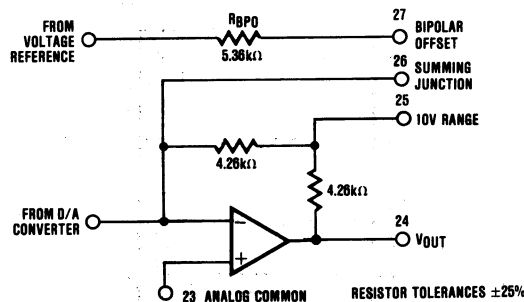 FROM
VOLTAGE
REFERENCE
RBPO
5.36kΩ
27
BIPOLAR
OFFSET
26
SUMMING
JUNCTION
25
10V RANGE
4.26kΩ
4.26kΩ
FROM D/A
CONVERTER
−
+
24
VOUT
23 ANALOG COMMON
RESISTOR TOLERANCES ±25%